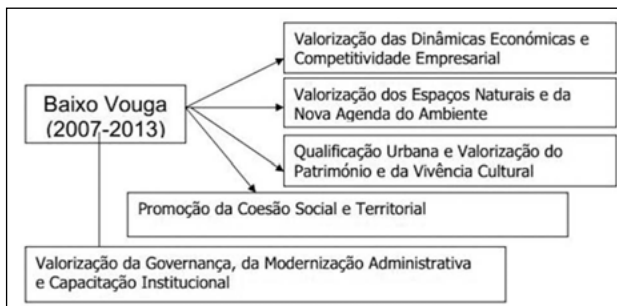 Valorização das Dinâmicas Económicas e
Competitividade Empresarial
Baixo Vouga
(2007-2013)
Valorização dos Espaços Naturais e da
Nova Agenda do Ambiente
Qualificação Urbana e Valorização do
Património e da Vivência Cultural
Promoção da Coesão Social e Territorial
Valorização da Governança, da Modernização Administrativa
e Capacitação Institucional